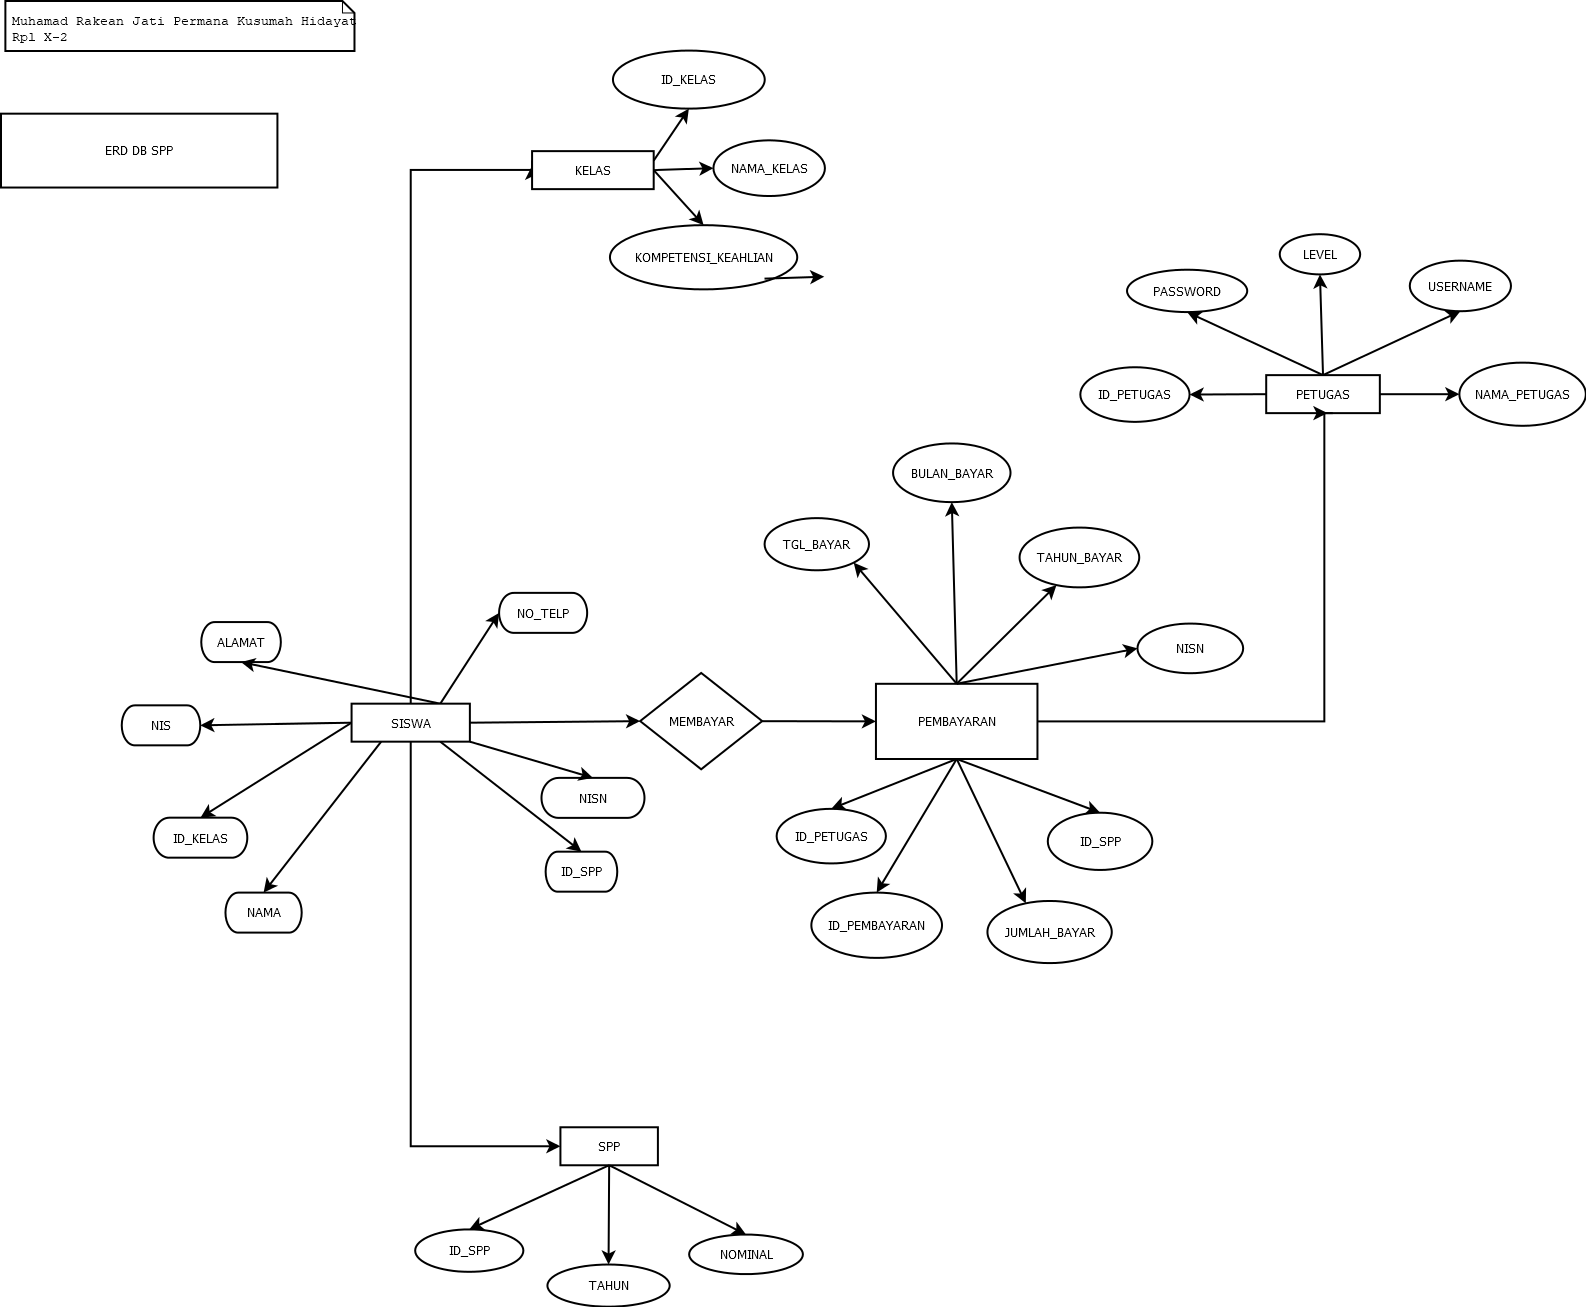 Muhamad Rakean Jati Permana Kusumah Hidayat
Rpl X-2
ID_KELAS
ERD DB SPP
KELAS
NAMA_KELAS
KOMPETENSI_KEAHLIAN
LEVEL
PASSWORD
USERNAME
ID_PETUGAS
PETUGAS
NAMA_PETUGAS
BULAN_BAYAR
TGL_BAYAR
TAHUN_BAYAR
NO_TELP
ALAMAT
NISN
NIS
SISWA
MEMBAYAR
PEMBAYARAN
NISN
ID_KELAS
ID_PETUGAS
ID_SPP
ID_SPP
NAMA
ID_PEMBAYARAN
JUMLAH_BAYAR
SPP
ID_SPP
NOMINAL
TAHUN